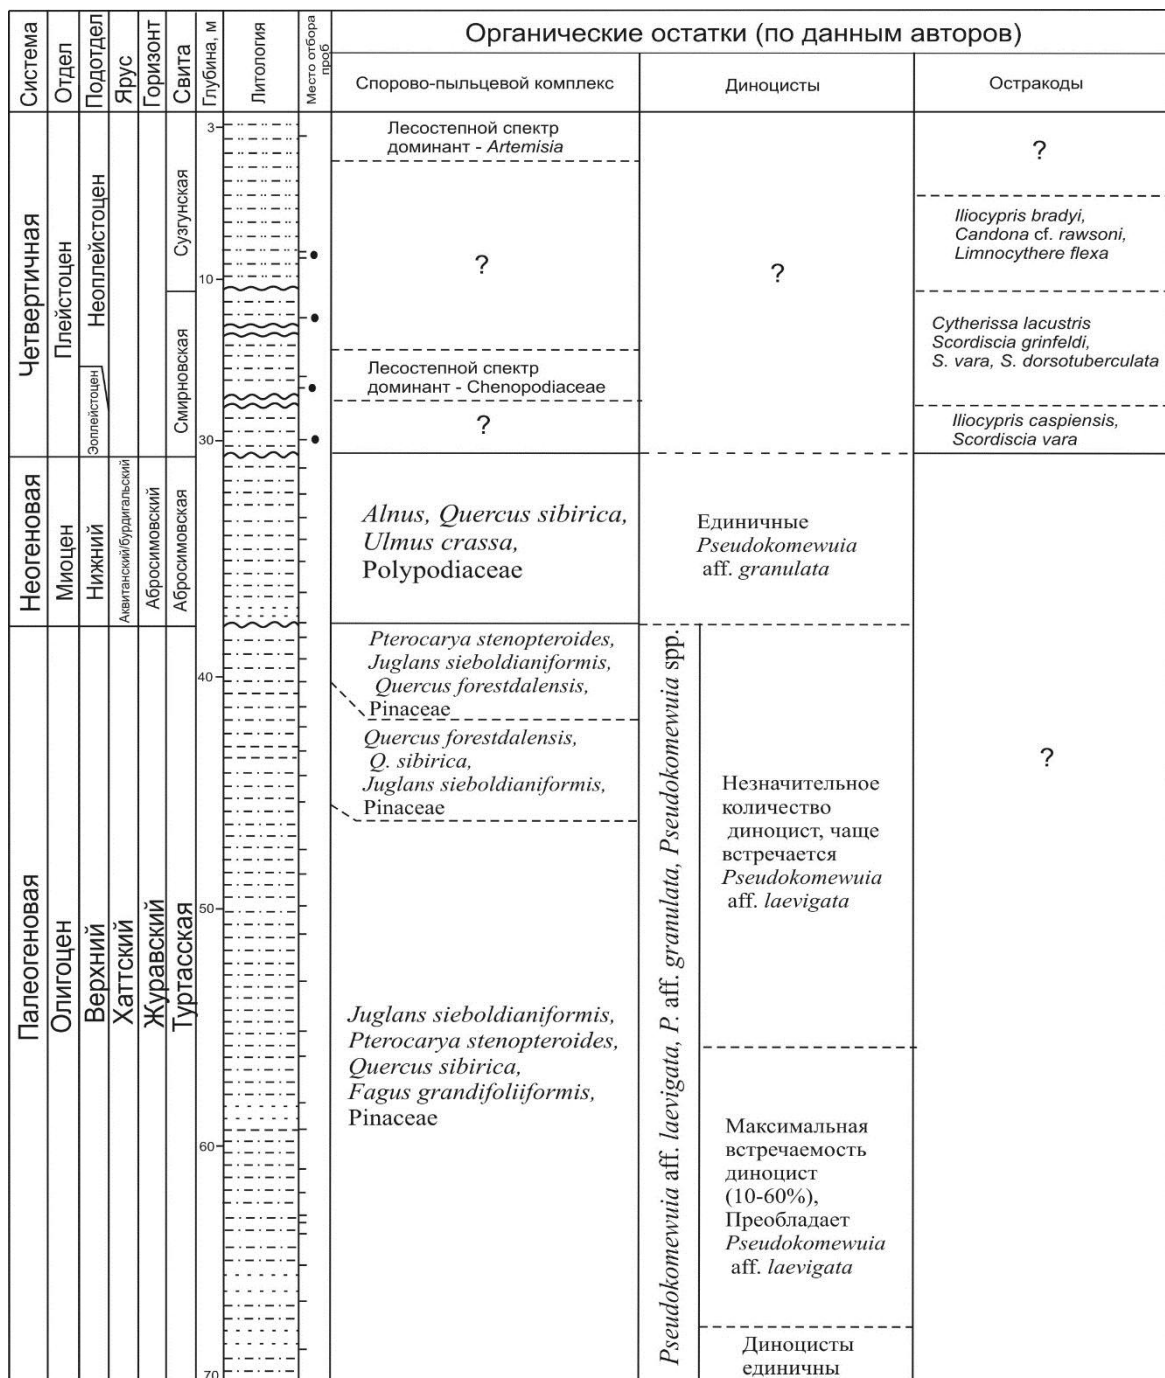 Система
Отдел
Подотдел
Ярус
Горизонт
Свита
Глубина, м
Литология
Место отбора
проб
Органические остатки (по данным авторов)
Спорово-пыльцевой комплекс
Диноцисты
Остракоды
Четвертичная
Плейстоцен
Неоплейстоцен
Эоплейстоцен
Сузгунская
Смирновская
3
10
30
Лесостепной спектр
доминант - Artemisia
?
Лесостепной спектр
доминант - Chenopodiaceae
?
?
?
Iliocypris bradyi,
Candona cf. rawsoni,
Limnocythere flexa
Cytherissa lacustris
Scordiscia grinfeldi,
S. vara, S. dorsotuberculata
Iliocypris caspiensis,
Scordiscia vara
Неогеновая
Миоцен
Нижний
Аквитанский/бурдигальский
Абросимовский
Абросимовская
Alnus, Quercus sibirica,
Ulmus crassa,
Polypodiaceae
Единичные
Pseudokomewuia
aff. granulata
Палеогеновая
Олигоцен
Верхний
Хаттский
Журавский
Туртасская
40
50
60
70
Pterocarya stenopteroides,
Juglans sieboldianiformis,
Quercus forestdalensis,
Pinaceae
Quercus forestdalensis,
Q. sibirica,
Juglans sieboldianiformis,
Pinaceae
Juglans sieboldianiformis,
Pterocarya stenopteroides,
Quercus sibirica,
Fagus grandifoliiformis,
Pinaceae
Pseudokomewuia aff. laevigata, P. aff. granulata, Pseudokomewuia spp.
Незначительное
количество
диноцист, чаще
встречается
Pseudokomewuia
aff. laevigata
Максимальная
встречаемость
диноцист
(10-60%),
Преобладает
Pseudokomewuia
aff. laevigata
Диноцисты
единичны
?